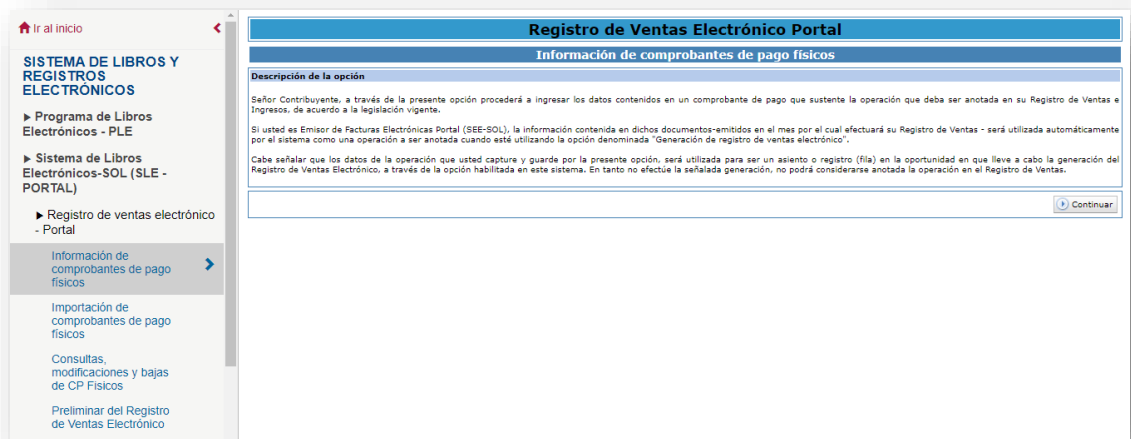 Ir al inicio
SISTEMA DE LIBROS Y
REGISTROS
ELECTRÓNICOS
Programa de Libros
Electrónicos - PLE
Sistema de Libros
Electrónicos-SOL (SLE -
PORTAL)
Registro de ventas electrónico
- Portal
Información de
comprobantes de pago
físicos
Importación de
comprobantes de pago
físicos
Consultas,
modificaciones y bajas
de CP Fisicos
Preliminar del Registro
de Ventas Electrónico
Registro de Ventas Electrónico Portal
Información de comprobantes de pago físicos
Descripción de la opción
Señor Contribuyente, a través de la presente opción procederá a ingresar los datos contenidos en un comprobante de pago que sustente la operación que deba ser anotada en su Registro de Ventas e
Ingresos, de acuerdo a la legislación vigente.
Si usted es Emisor de Facturas Electrónicas Portal (SEE-SOL), la información contenida en dichos documentos-emitidos en el mes por el cual efectuará su Registro de Ventas - será utilizada automáticamente
por el sistema como una operación a ser anotada cuando esté utilizando la opción denominada "Generación de registro de ventas electrónico".
Cabe señalar que los datos de la operación que usted capture y guarde por la presente opción, será utilizada para ser un asiento o registro (fila) en la oportunidad en que lleve a cabo la generación del
Registro de Ventas Electrónico, a través de la opción habilitada en este sistema. En tanto no efectúe la señalada generación, no podrá considerarse anotada la operación en el Registro de Ventas.
Continuar